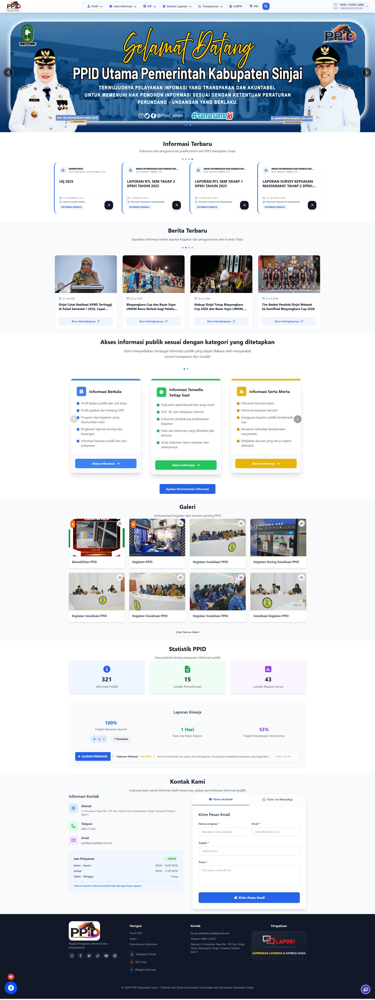 PPID
Profil
Jenis Informasi
DIP
Standar Layanan
Transparansi
LHKPN
PBJ
MUH. YUSRIL ABNI
199910022022031005
Selamat Datang
PPID
PPID Utama Pemerintah Kabupaten Sinjai
TERWUJUDNYA PELAYANAN INFOMASI YANG TRANSPARAN DAN AKUNTABEL
UNTUK MEMENUHI HAK PEMOHON INFORMASI SESUAI DENGAN KETENTUAN PERATURAN
PERUNDANG - UNDANGAN YANG BERLAKU.
@Ppid_sinjai
#samasamaki
Dra. Hj. RATNAWATI ARIF, M.Si
BUPATI SINJAI
A. MAHYANTO MAZDA, SH., M.H
WAKIL BUPATI SINJAI
Informasi Terbaru
Dokumen dan pengumuman publik terkini dari PPID Kabupaten Sinjai.
INSPEKTORAT
OLEH: ANDI MOCH. HALIK HAMSI, S.STP
LKj 2025
31 DESEMBER 2025
Laporan Kinerja Instansi
INFORMASI BERKALA
DINAS PETERNAKAN DAN KESEHATAN...
OLEH: MAHFIA TAMRIN, S.PT
LAPORAN RTL SKM TAHAP 2
DPKH TAHUN 2025
5 JANUARI 2026
Informasi Organisasi & Kepegawaian
INFORMASI BERKALA
DINAS PETERNAKAN DAN KESEHATAN...
OLEH: MAHFIA TAMRIN, S.PT
LAPORAN RTL SKM TAHAP 1
DPKH TAHUN 2025
15 OKTOBER 2025
Informasi Organisasi & Kepegawaian
INFORMASI BERKALA
DINAS PETERNAKAN DAN KESEHATAN...
OLEH: MAHFIA TAMRIN, S.PT
LAPORAN SURVEY KEPUASAN
MASYARAKAT TAHAP 2 DPKH...
15 OKTOBER 2025
Informasi Organisasi & Kepegawaian
INFORMASI BERKALA
Berita Terbaru
Dapatkan informasi terkini seputar kegiatan dan pengumuman dari Humas Sinjai.
27 Juli 2026
Sinjai Catat Realisasi APBD Tertinggi
di Sulsel Semester I 2026, Capai...
Baca Selengkapnya
26 Juli 2026
Bhayangkara Cup dan Bazar Expo
UMKM Bawa Berkah bagi Pelaku...
Baca Selengkapnya
26 Juli 2026
Wabup Sinjai Tutup Bhayangkara
Cup 2026 dan Bazar Expo UMKM,...
Baca Selengkapnya
25 Juli 2026
Tim Basket Pemkab Sinjai Melesat
ke Semifinal Bhayangkara Cup 2026
Baca Selengkapnya
Akses informasi publik sesuai dengan kategori yang ditetapkan
Kami menyediakan berbagai informasi publik yang dapat diakses oleh masyarakat
secara transparan dan mudah
Informasi Berkala
Profil badan publik dan unit kerja
Profil pejabat dan tentang OPD
Program dan kegiatan yang
diumumkan rutin
Ringkasan laporan kinerja dan
keuangan
Informasi layanan publik dan jam
pelayanan
Akses Informasi
Informasi Tersedia
Setiap Saat
Dokumen administratif dan arsip resmi
SOP, SK, dan kebijakan internal
Dokumen pendukung pelaksanaan
kegiatan
Data dan dokumen yang diberikan jika
diminta
Arsip dokumen tahun berjalan dan
sebelumnya
Akses Informasi
Informasi Serta Merta
Informasi bencana alam
Informasi keadaan darurat
Gangguan layanan publik berdampak
luas
Ancaman terhadap keselamatan
masyarakat
Kebijakan darurat yang harus segera
diketahui
Akses Informasi
Ajukan Permohonan Informasi
Galeri
Dokumentasi kegiatan dan momen penting PPID
KABUPATEN SINJAI
JALUR
KHUSUS DISABILITAS
Aksesibilitas PPID
Kegiatan PPID
Kegiatan Sosialisasi PPID
Kegiatan Daring Sosialisasi PPID
Kegiatan Sosialisasi PPID
Kegiatan Sosialisasi PPID
Kegiatan Sosialisasi PPID
Sosialisasi Kegiatan PPID
Lihat Semua Galeri
Statistik PPID
Data statistik kinerja pelayanan informasi publik
321
Informasi Publik
15
Jumlah Permohonan
43
Jumlah Respon Survei
Laporan Kinerja
100%
Tingkat Kepuasan Layanan
N N S
7 Penilaian
1 Hari
Rata-rata Waktu Respon
53%
Tingkat Penyelesaian Permohonan
ULASAN PEMOHON
Unknown (Rahasia)
"terima kasih banyak atas respons dan dukungannya. Senang bisa mendapatkan pelayanan yang sangat baik..."
1 minggu yang lalu
Kontak Kami
Hubungi kami untuk informasi lebih lanjut atau ajukan permohonan informasi publik
Informasi Kontak
Alamat
Jl. Persatuan Raya No. 101 Kec. Sinjai Utara, Kabupaten Sinjai, Sulawesi Selatan
92611
Telepon
0482-21432
Email
ppidkabsinjai@gmail.com
Jam Pelayanan
GRATIS
Senin - Kamis:
08:00 - 16:00 WITA
Jumat:
08:00 - 11:30 WITA
Sabtu - Minggu:
Tutup
*Seluruh layanan informasi publik tidak dipungut biaya apapun.
Kirim via Email
Kirim via WhatsApp
Kirim Pesan Email
Nama Lengkap *
Masukkan nama lengkap
Email *
email @contoh.com
Subjek *
Subjek pesan
Pesan *
Tulis pesan Anda di sini...
Kirim Pesan Email
PPID
Pejabat Pengelola Informasi dan
Dokumentasi
Navigasi
Profil PPID
Galeri
Permohonan Informasi
Kebijakan Privasi
RSS Feed
Widget Informasi
Kontak
Email: ppidkabsinjai@gmail.com
Telepon: 0482-21432
Alamat: Jl. Persatuan Raya No. 101 Kec. Sinjai
Utara, Kabupaten Sinjai, Sulawesi Selatan
92611
Pengaduan
LAPOR!
SAMPAIKAN LAPORAN & ASPIRASI ANDA
© 2026 PPID Kabupaten Sinjai – Dikelola oleh Dinas Komunikasi, Informatika dan Persandian Kabupaten Sinjai.